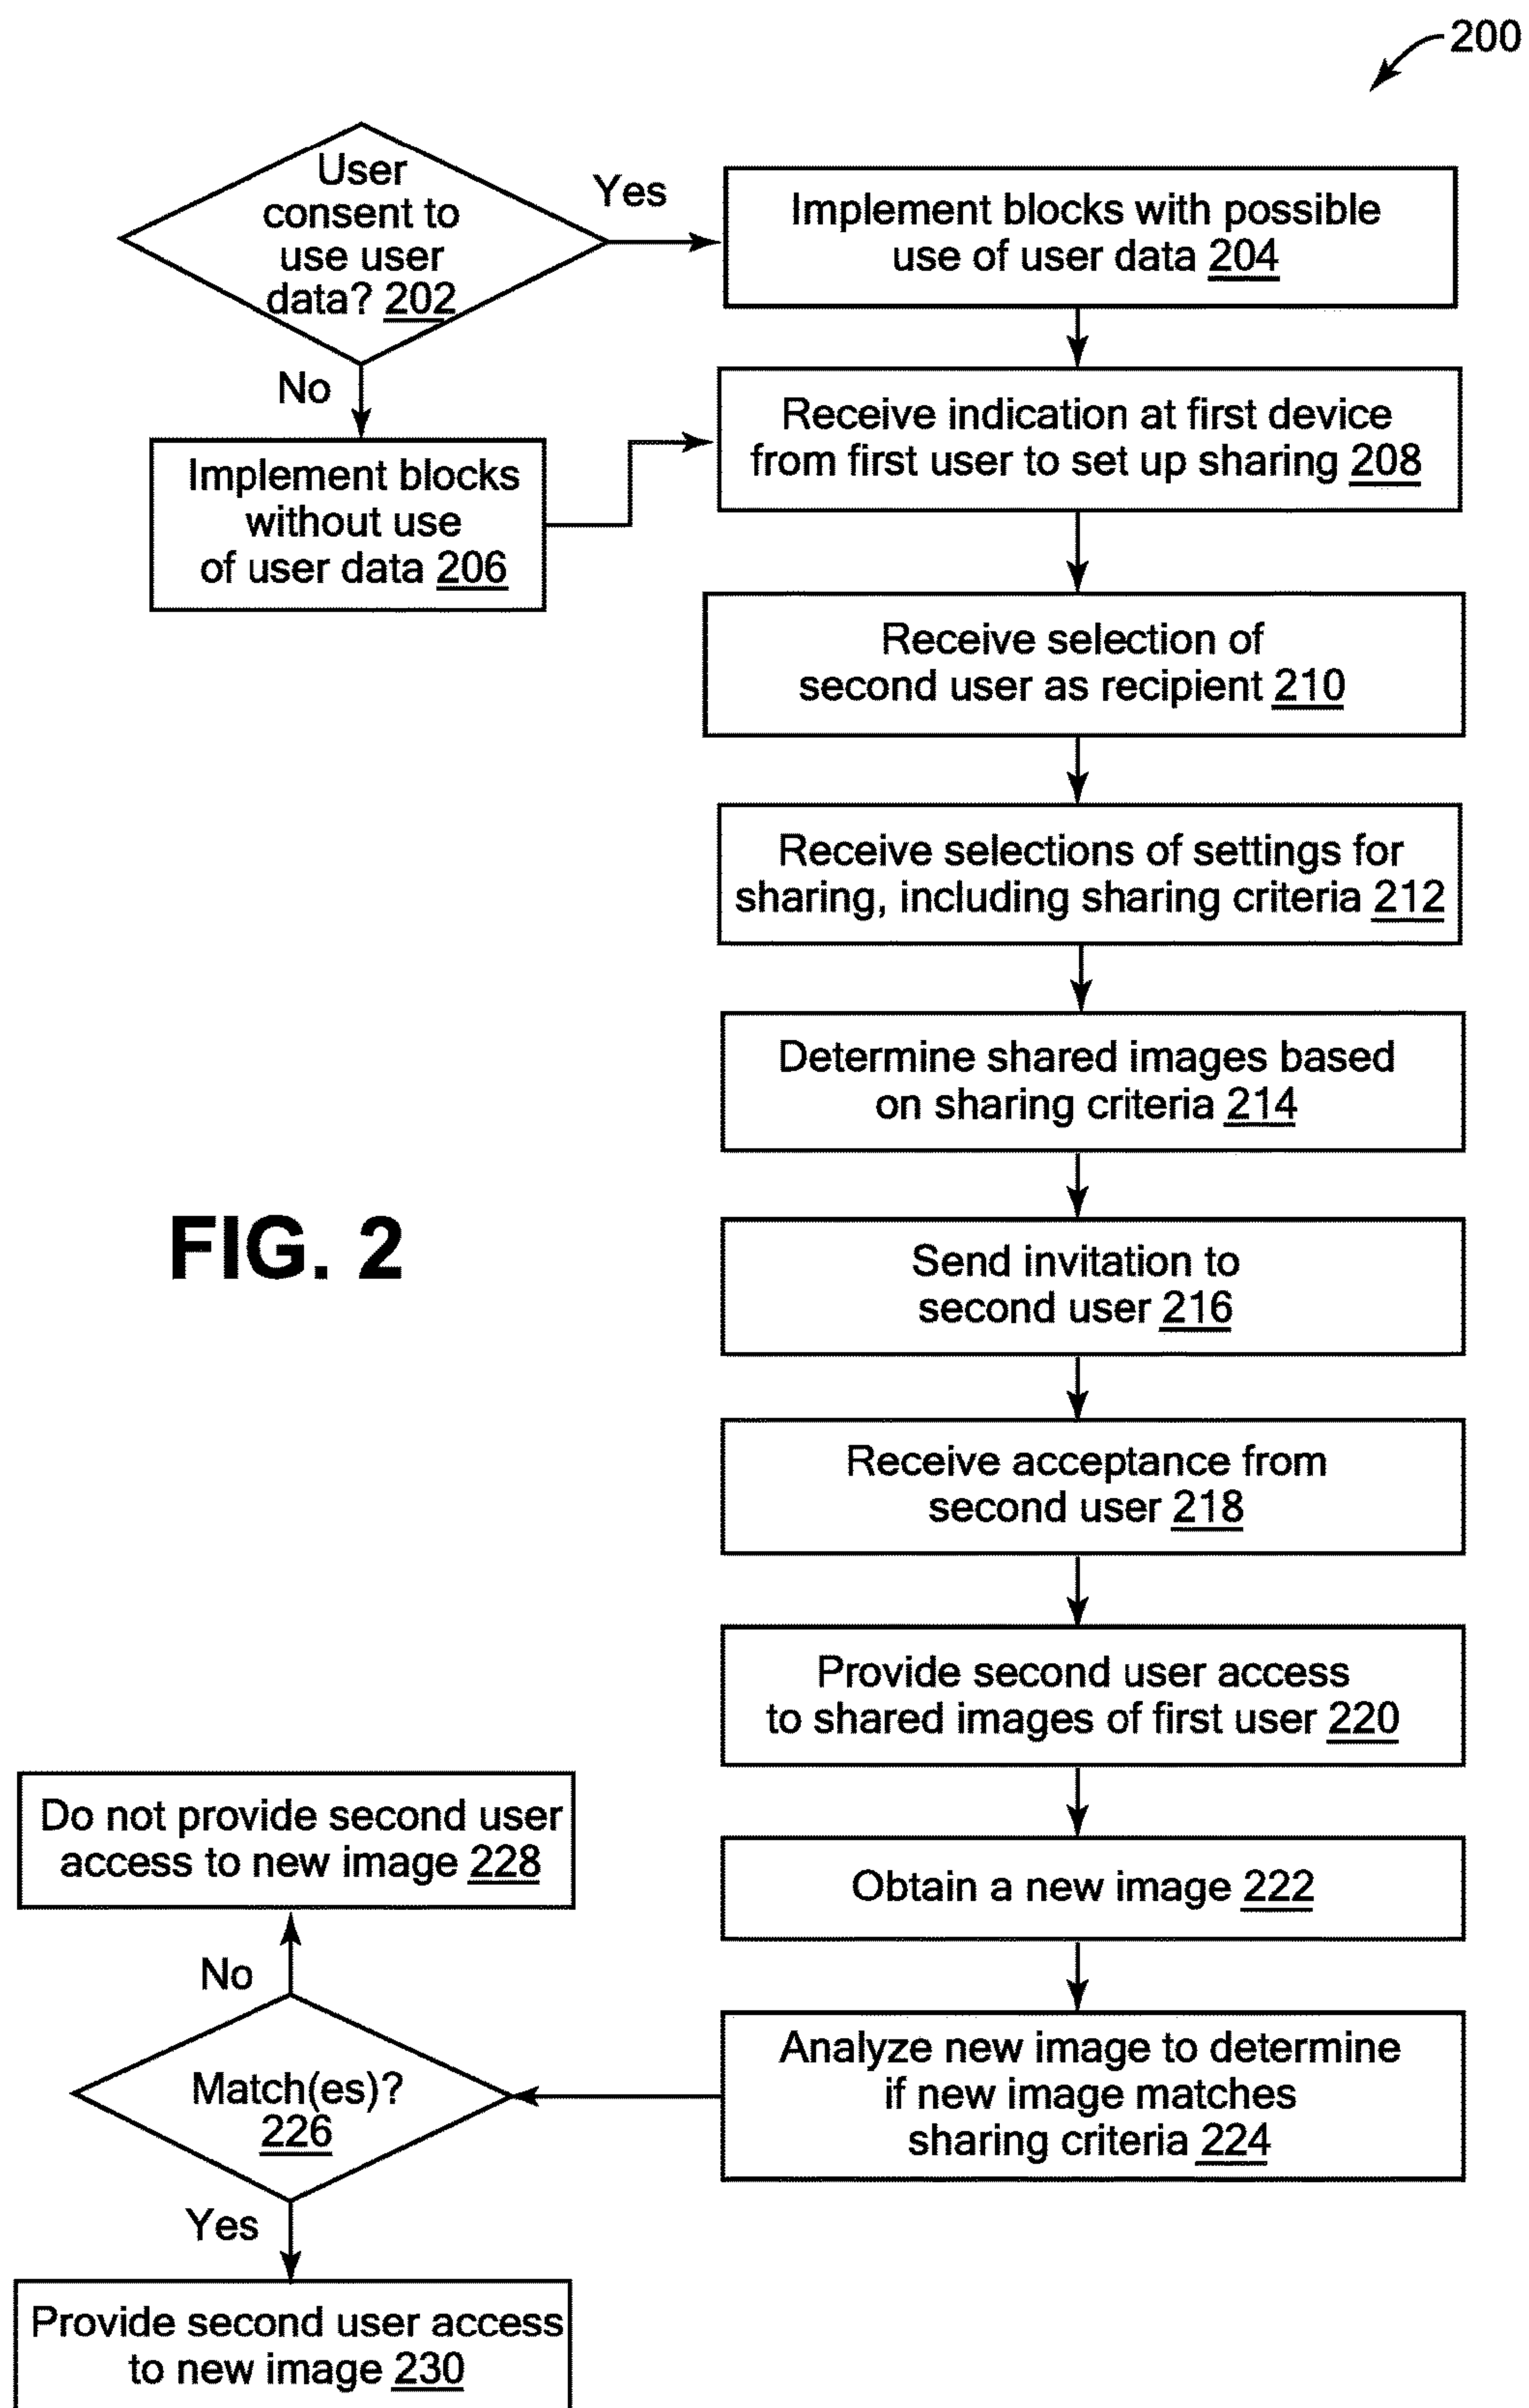 200
User
consent to
use user
data? 202
Yes
Implement blocks with possible
use of user data 204
No
Implement blocks
without use
of user data 206
Receive indication at first device
from first user to set up sharing 208
Receive selection of
second user as recipient 210
Receive selections of settings for
sharing, including sharing criteria 212
Determine shared images based
on sharing criteria 214
FIG. 2
Send invitation to
second user 216
Receive acceptance from
second user 218
Provide second user access
to shared images of first user 220
Obtain a new image 222
Analyze new image to determine
if new image matches
sharing criteria 224
Match(es)?
226
No
Do not provide second user
access to new image 228
Yes
Provide second user access
to new image 230